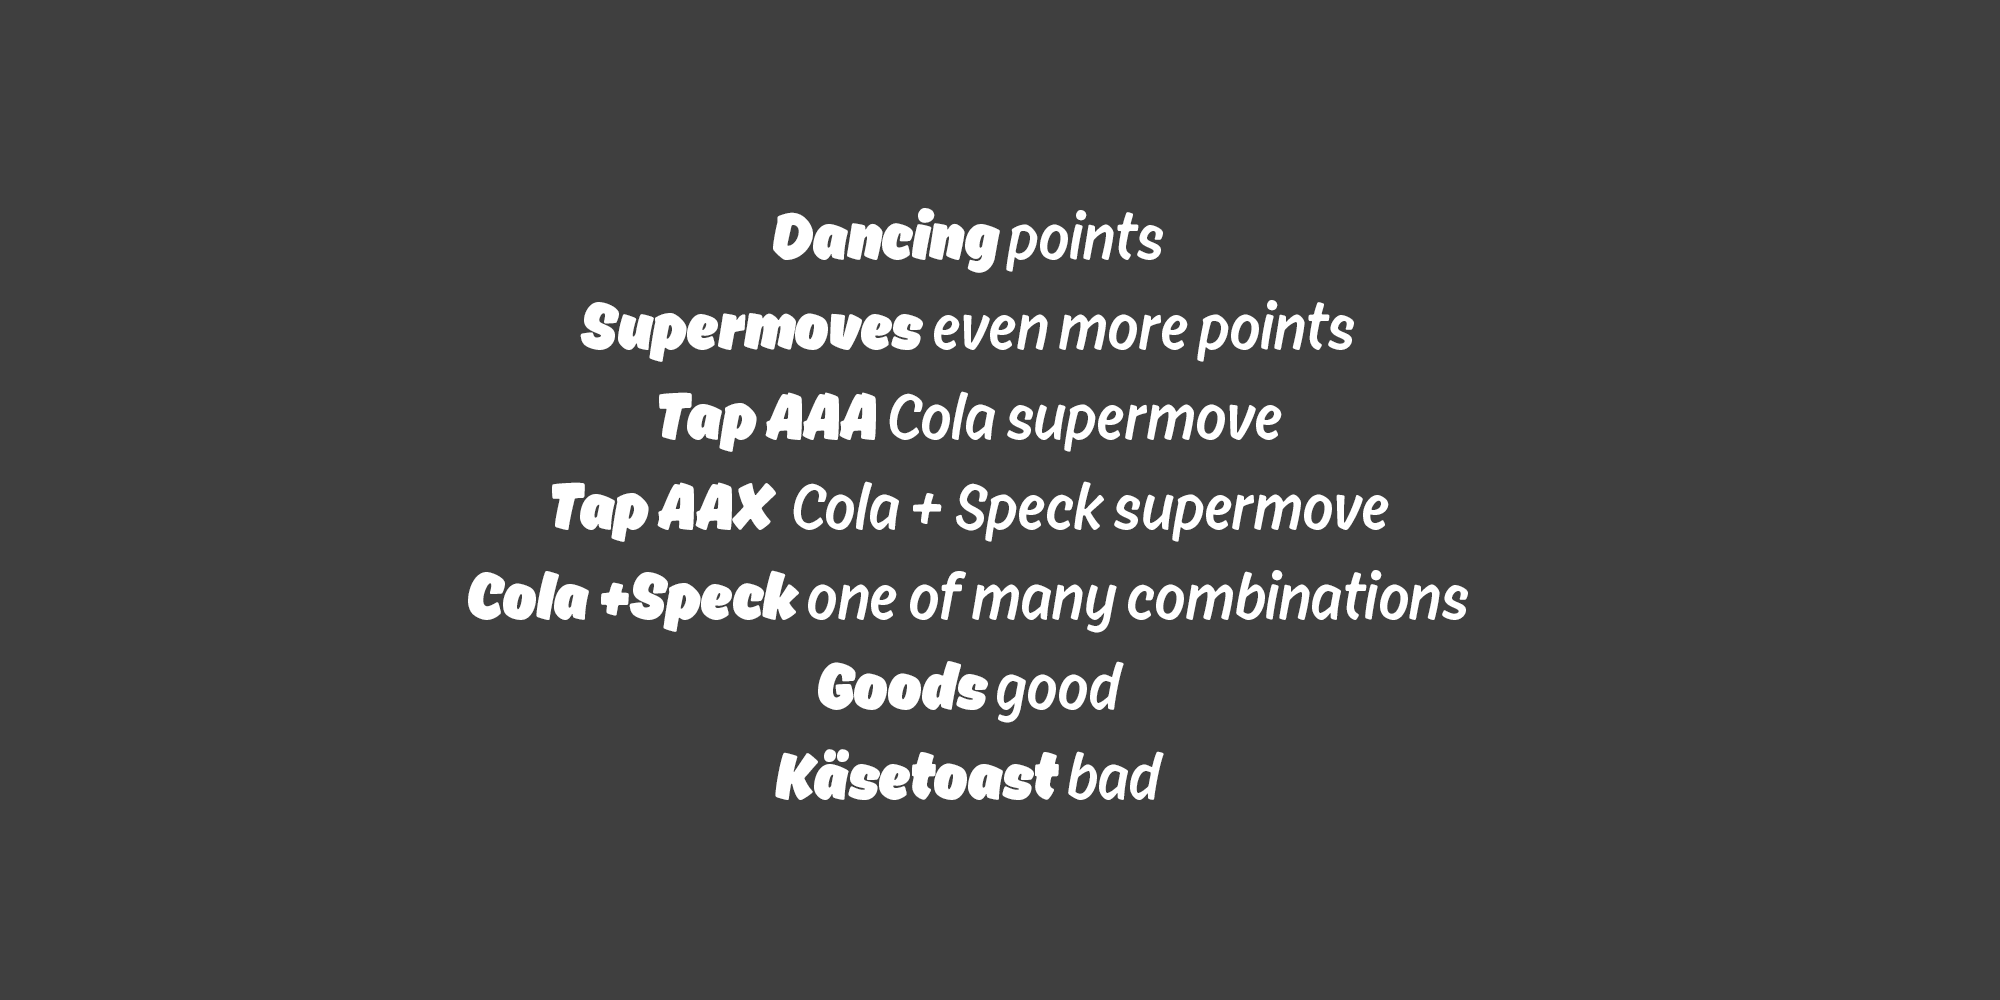 Dancing points
Supermoves even more points
Tap AAA Cola supermove
Tap AAX Cola + Speck supermove
Cola +Speck one of many combinations
Goods good
Käsetoast bad